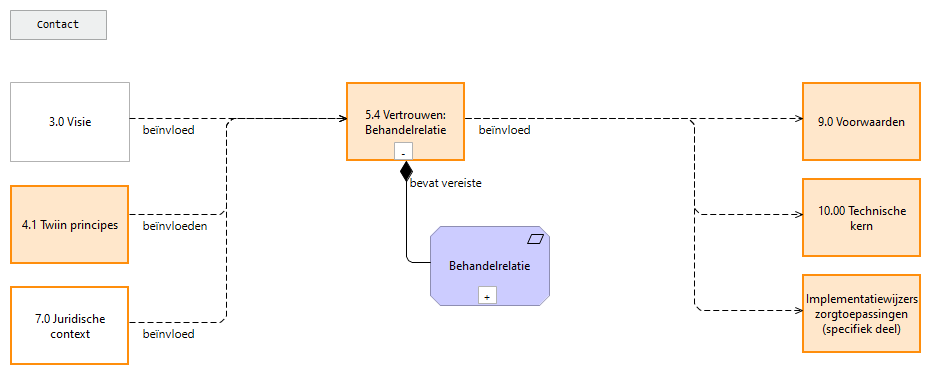 Contact
3.0 Visie
beïnvloed
4.1 Twiin principes
beïnvloeden
7.0 Juridische
context
beïnvloed
5.4 Vertrouwen:
Behandelrelatie
-
beïnvloed
bevat vereiste
Behandelrelatie
+
9.0 Voorwaarden
10.00 Technische
kern
Implementatiewijzers
zorgtoepassingen
(specifiek deel)